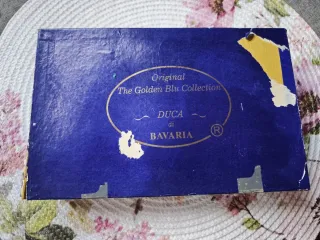 Original
The Golden Blu Collection
DUCA
di
BAVARIA ®